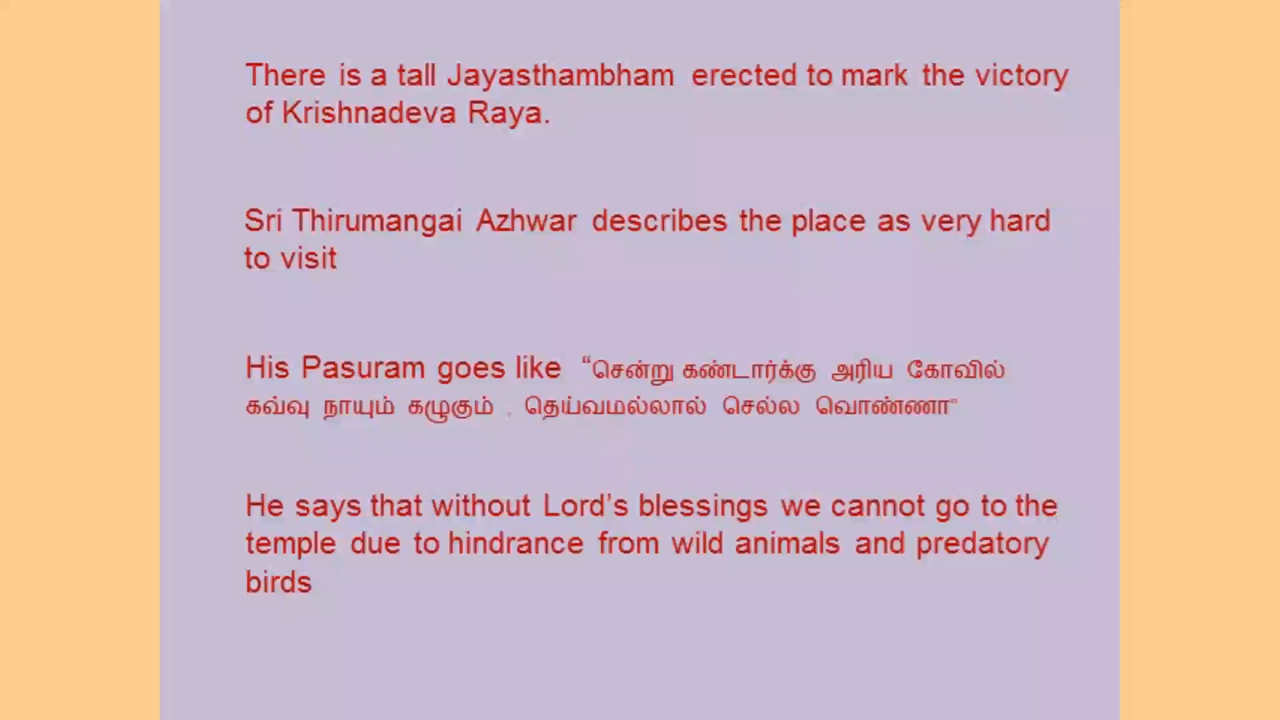 There is a tall Jayasthambham erected to mark the victory
of Krishnadeva Raya.
Sri Thirumangai Azhwar describes the place as very hard
to visit
His Pasuram goes like “சென்று கண்டார்க்கு அரிய கோவில்
கவ்வு நாயும் கழுகும் . தெய்வமல்லால் செல்ல வொண்ணா”
He says that without Lord's blessings we cannot go to the
temple due to hindrance from wild animals and predatory
birds